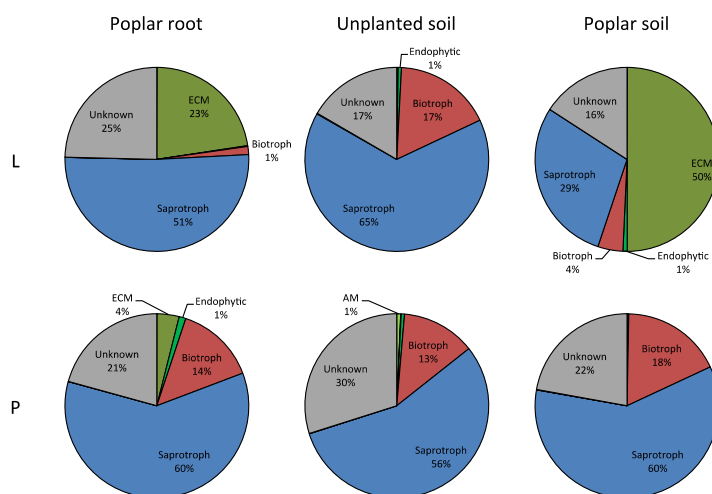 Poplar root
Unplanted soil
Poplar soil
L
Unknown
25%
ECM
23%
Biotroph
1%
Saprotroph
51%
Endophytic
1%
Unknown
17%
Biotroph
17%
Saprotroph
65%
Unknown
16%
ECM
50%
Saprotroph
29%
Biotroph
4%
Endophytic
1%
P
ECM
4%
Endophytic
1%
Unknown
21%
Biotroph
14%
Saprotroph
60%
AM
1%
Unknown
30%
Biotroph
13%
Saprotroph
56%
Unknown
22%
Biotroph
18%
Saprotroph
60%